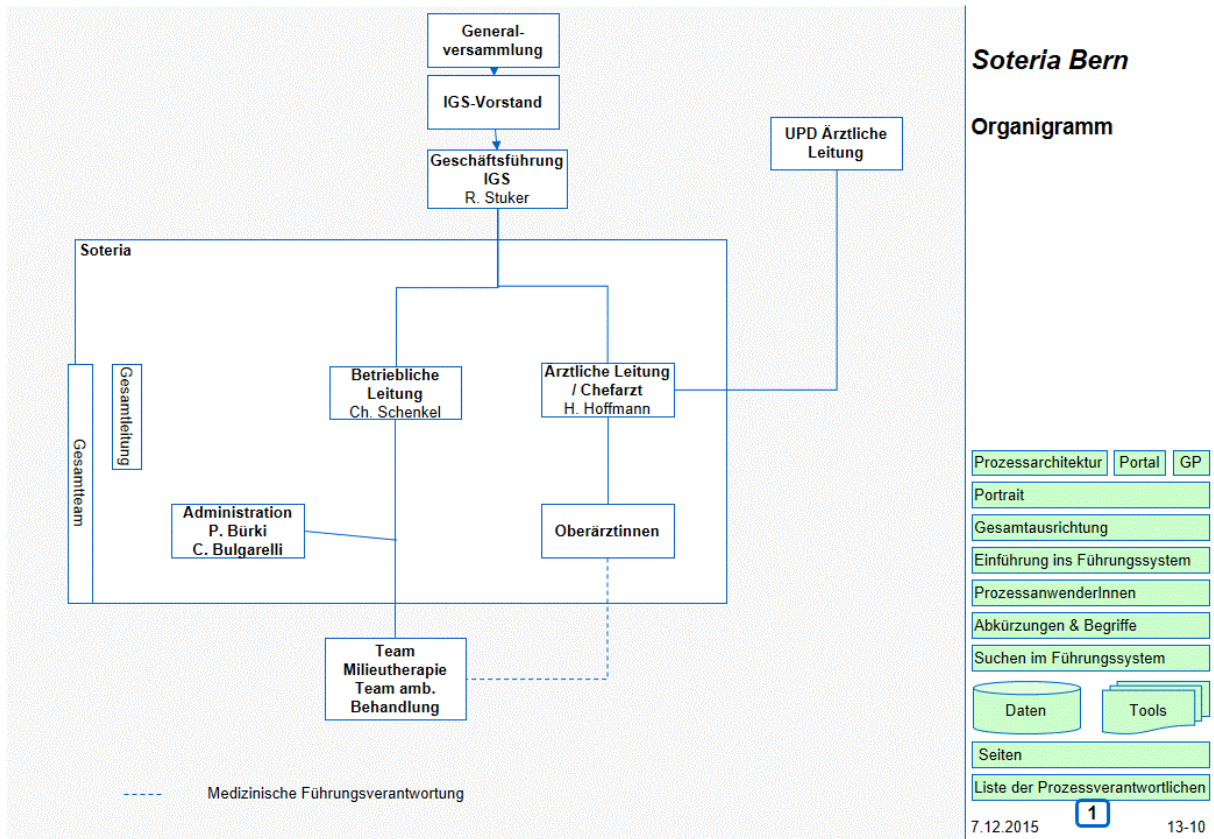 General-
versammlung
IGS-Vorstand
Geschäftsführung
IGS
R. Stuker
UPD Ärztliche
Leitung
Soteria
Gesamtteam
Gesamtleitung
Betriebliche
Leitung
Ch. Schenkel
Ärztliche Leitung
/ Chefarzt
H. Hoffmann
Administration
P. Bürki
C. Bulgarelli
Oberärztinnen
Team
Milieutherapie
Team amb.
Behandlung
Medizinische Führungsverantwortung
Soteria Bern
Organigramm
Prozessarchitektur Portal GP
Portrait
Gesamtausrichtung
Einführung ins Führungssystem
ProzessanwenderInnen
Abkürzungen & Begriffe
Suchen im Führungssystem
Daten Tools
Seiten
Liste der Prozessverantwortlichen
7.12.2015 1 13-10